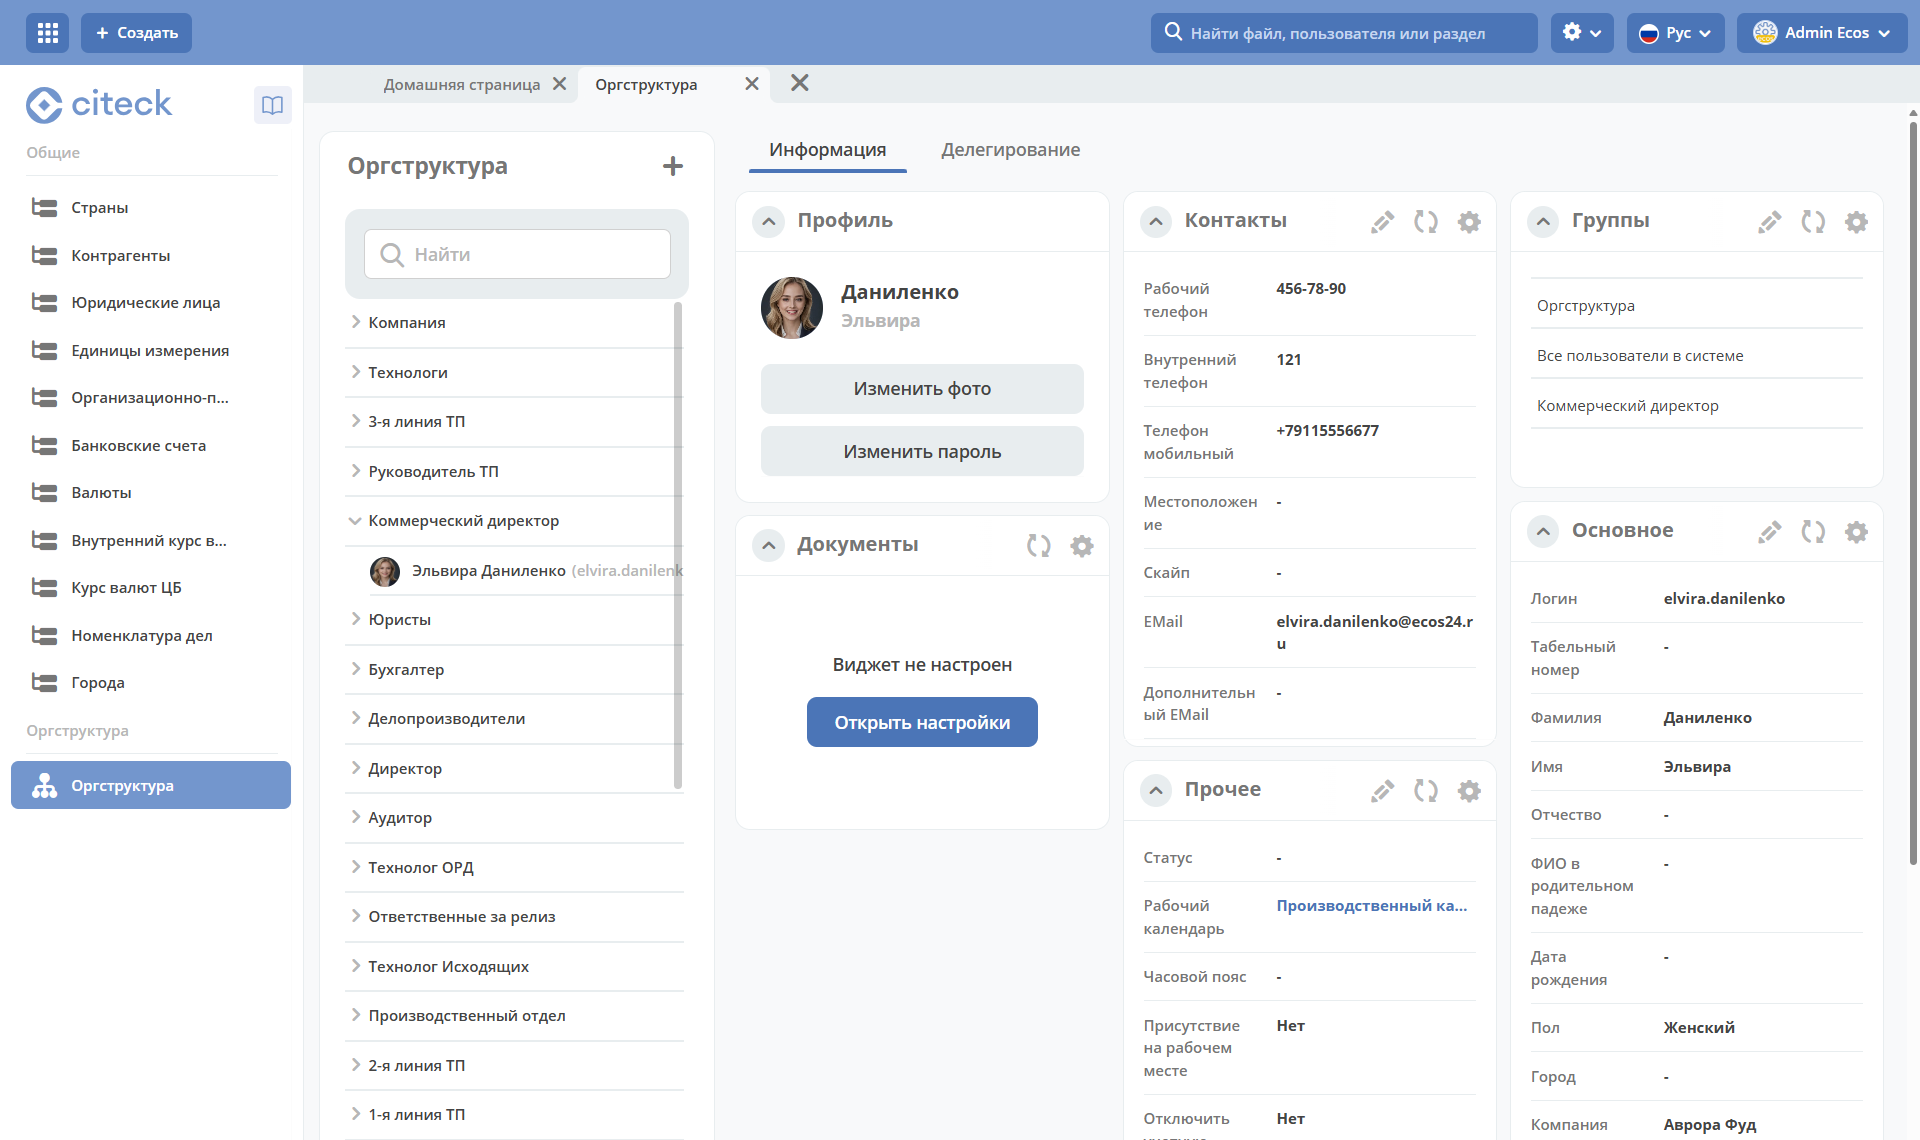 Создать
Найти файл, пользователя или раздел
Рус
Admin Ecos
citeck
Домашняя страница
Оргструктура
Общие
Страны
Контрагенты
Юридические лица
Единицы измерения
Организационно-п...
Банковские счета
Валюты
Внутренний курс в...
Курс валют ЦБ
Номенклатура дел
Города
Оргструктура
Оргструктура
Оргструктура
Найти
Компания
Технологи
3-я линия ТП
Руководитель ТП
Коммерческий директор
Эльвира Даниленко (elvira.danilenk
Юристы
Бухгалтер
Делопроизводители
Директор
Аудитор
Технолог ОРД
Ответственные за релиз
Технолог Исходящих
Производственный отдел
2-я линия ТП
1-я линия ТП
Информация
Делегирование
Профиль
Даниленко
Эльвира
Изменить фото
Изменить пароль
Документы
Виджет не настроен
Открыть настройки
Контакты
Рабочий телефон 456-78-90
Внутренний телефон 121
Телефон мобильный +79115556677
Местоположен
ие -
Скайп -
EMail elvira.danilenko@ecos24.r
u
Дополнительн
ый EMail -
Прочее
Статус -
Рабочий календарь Производственный ка...
Часовой пояс -
Присутствие на рабочем месте Нет
Отключить Нет
Группы
Оргструктура
Все пользователи в системе
Коммерческий директор
Основное
Логин elvira.danilenko
Табельный номер -
Фамилия Даниленко
Имя Эльвира
Отчество -
ФИО в родительном падеже -
Дата рождения -
Пол Женский
Город -
Компания Аврора Фуд